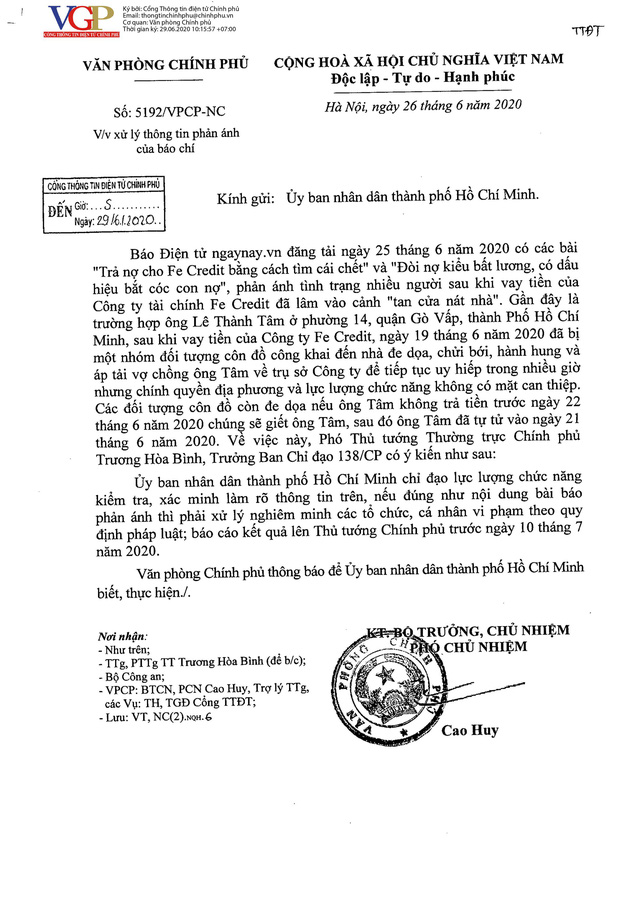 VGP
CỔNG THÔNG TIN ĐIỆN TỬ CHÍNH PHỦ
Ký bởi: Cổng Thông tin điện tử Chính phủ
Email: thongtinchinhphu@chinhphu.vn
Cơ quan: Văn phòng Chính phủ
Thời gian ký: 29.06.2020 10:15:57 +07:00
TTĐT
VĂN PHÒNG CHÍNH PHỦ
CỘNG HOÀ XÃ HỘI CHỦ NGHĨA VIỆT NAM
Độc lập - Tự do - Hạnh phúc
Số: 5192/VPCP-NC
Hà Nội, ngày 26 tháng 6 năm 2020
V/v xử lý thông tin phản ánh
của báo chí
CỔNG THÔNG TIN ĐIỆN TỬ CHÍNH PHỦ
ĐẾN Giờ: ...S......
Ngày: 29/6/.2020..
Kính gửi: Ủy ban nhân dân thành phố Hồ Chí Minh.
Báo Điện tử ngaynay.vn đăng tải ngày 25 tháng 6 năm 2020 có các bài
"Trả nợ cho Fe Credit bằng cách tìm cái chết" và "Đòi nợ kiểu bất lương, có dấu
hiệu bắt cóc con nợ", phản ánh tình trạng nhiều người sau khi vay tiền của
Công ty tài chính Fe Credit đã lâm vào cảnh "tan cửa nát nhà". Gần đây là
trường hợp ông Lê Thành Tâm ở phường 14, quận Gò Vấp, thành Phố Hồ Chí
Minh, sau khi vay tiền của Công ty Fe Credit, ngày 19 tháng 6 năm 2020 đã bị
một nhóm đối tượng côn đồ công khai đến nhà đe dọa, chửi bới, hành hung và
áp tải vợ chồng ông Tâm về trụ sở Công ty để tiếp tục uy hiếp trong nhiều giờ
nhưng chính quyền địa phương và lực lượng chức năng không có mặt can thiệp.
Các đối tượng côn đồ còn đe dọa nếu ông Tâm không trả tiền trước ngày 22
tháng 6 năm 2020 chúng sẽ giết ông Tâm, sau đó ông Tâm đã tự tử vào ngày 21
tháng 6 năm 2020. Về việc này, Phó Thủ tướng Thường trực Chính phủ
Trương Hòa Bình, Trưởng Ban Chỉ đạo 138/CP có ý kiến như sau:
Ủy ban nhân dân thành phố Hồ Chí Minh chỉ đạo lực lượng chức năng
kiểm tra, xác minh làm rõ thông tin trên, nếu đúng như nội dung bài báo
phản ánh thì phải xử lý nghiêm minh các tổ chức, cá nhân vi phạm theo quy
định pháp luật; báo cáo kết quả lên Thủ tướng Chính phủ trước ngày 10 tháng 7
năm 2020.
Văn phòng Chính phủ thông báo để Ủy ban nhân dân thành phố Hồ Chí Minh
biết, thực hiện./.
Nơi nhận:
- Như trên;
- TTg, PTTg TT Trương Hòa Bình (để b/c);
- Bộ Công an;
- VPCP: BTCN, PCN Cao Huy, Trợ lý TTg,
các Vụ: TH, TGĐ Cổng TTĐT;
- Lưu: VT, NC(2).NQH.6
KT. BỘ TRƯỞNG, CHỦ NHIỆM
PHÓ CHỦ NHIỆM
VĂN PHÒNG CHÍNH PHỦ
Cao Huy